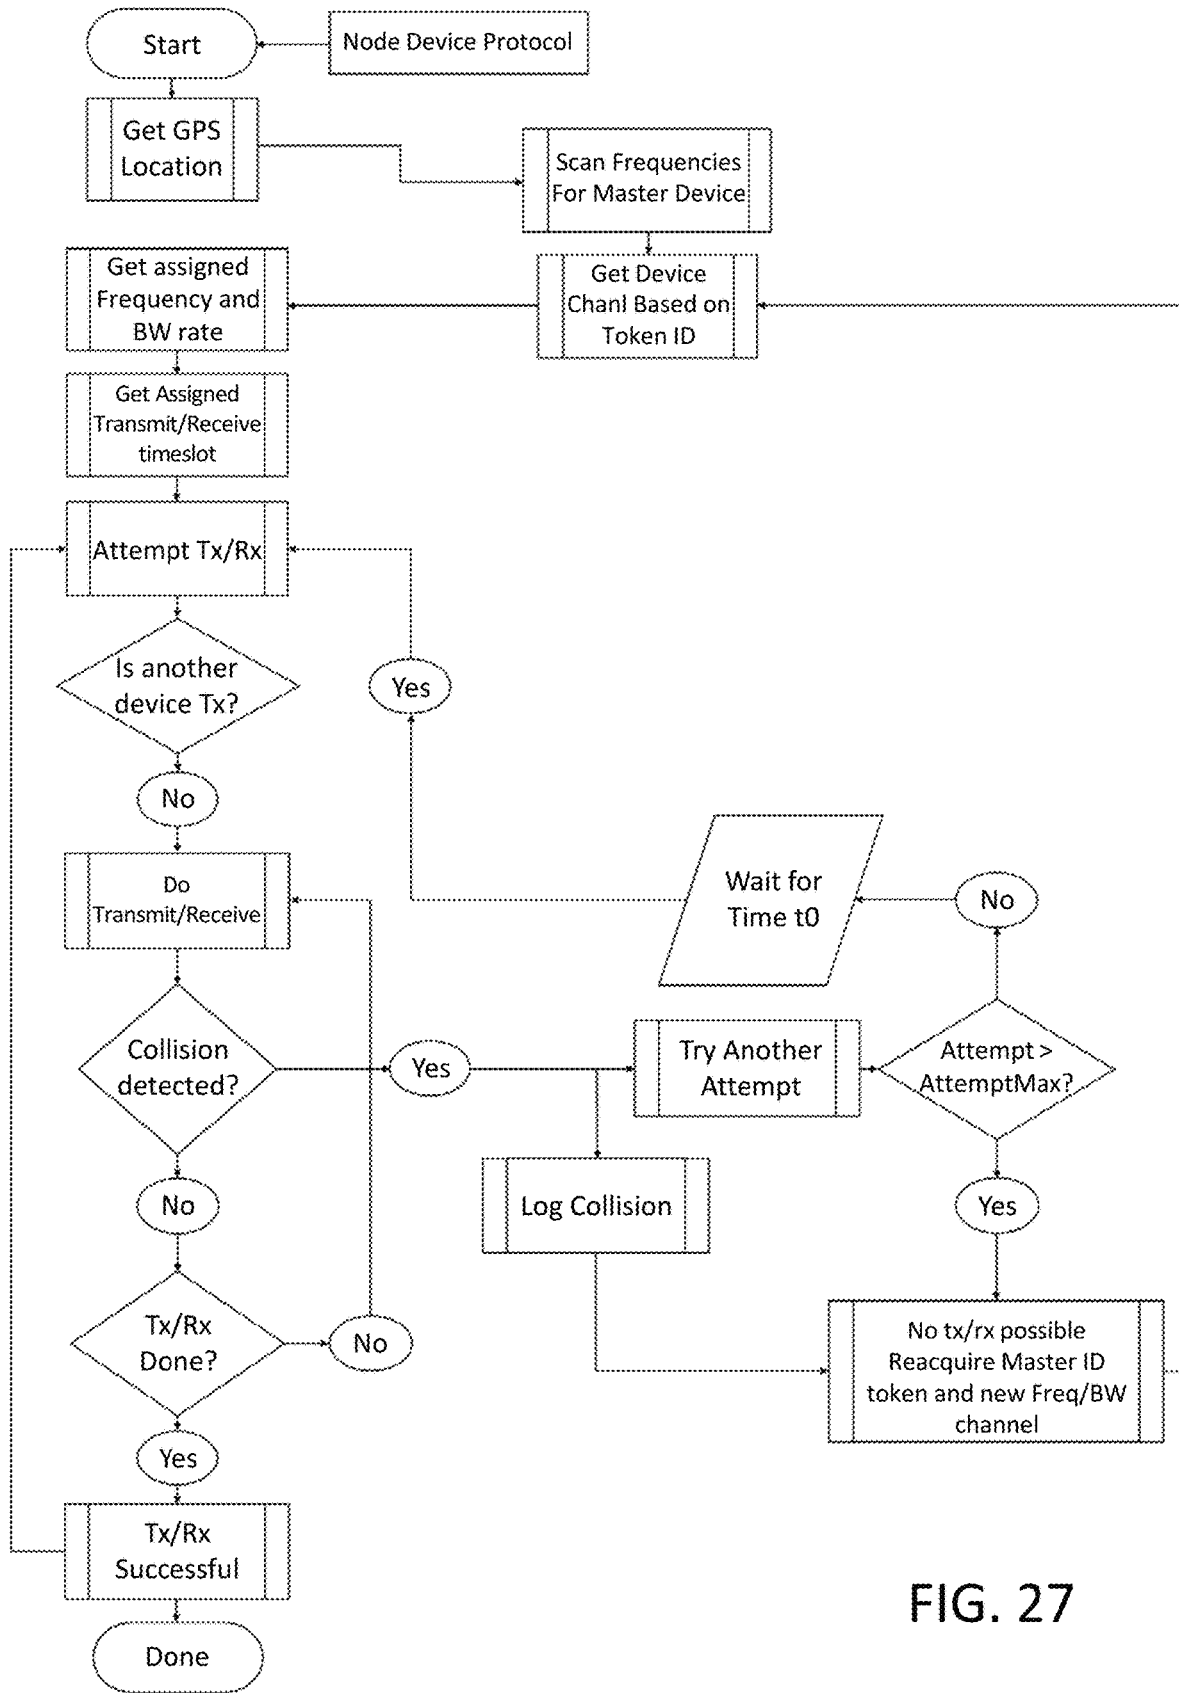 Start
Node Device Protocol
Get GPS
Location
Scan Frequencies
For Master Device
Get assigned
Frequency and
BW rate
Get Device
Chanl Based on
Token ID
Get Assigned
Transmit/Receive
timeslot
Attempt Tx/Rx
Is another
device Tx?
Yes
No
Do
Transmit/Receive
Wait for
Time t0
No
Collision
detected?
Yes
Try Another
Attempt
Attempt >
AttemptMax?
No
Log Collision
Yes
Tx/Rx
Done?
No
No tx/rx possible
Reacquire Master ID
token and new Freq/BW
channel
Yes
Tx/Rx
Successful
Done
FIG. 27